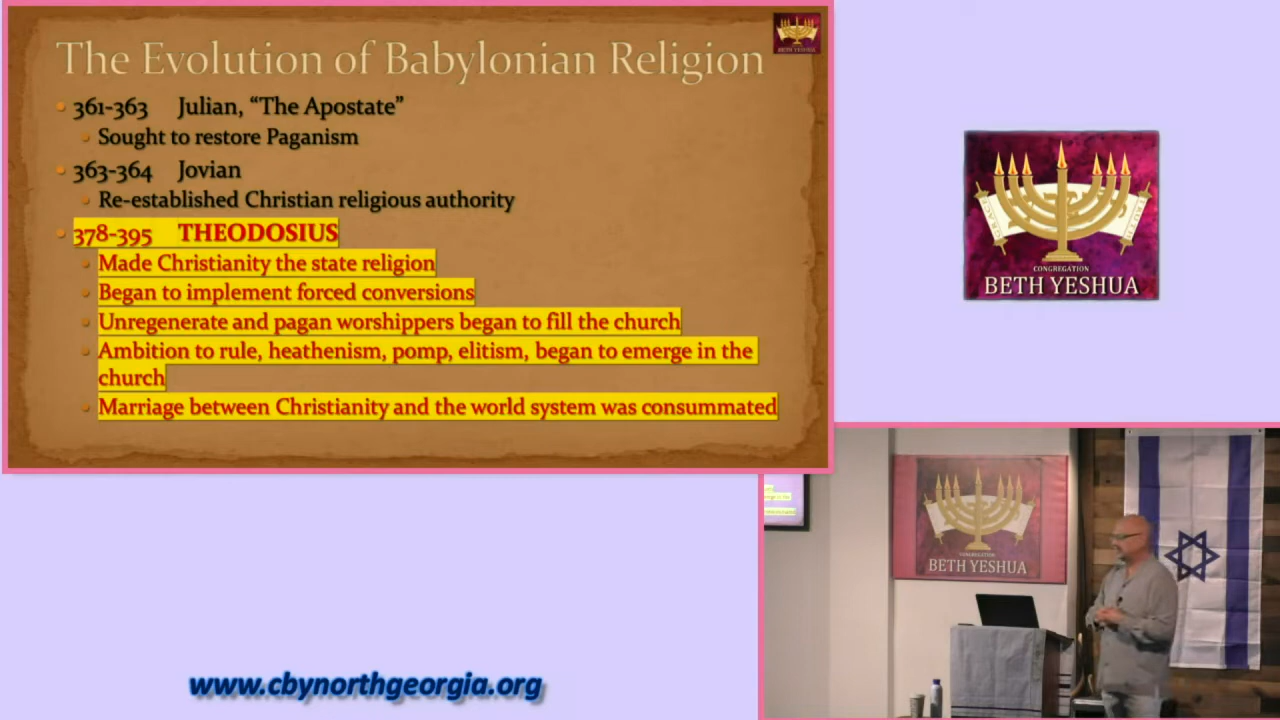 The Evolution of Babylonian Religion
• 361-363 Julian, “The Apostate”
• Sought to restore Paganism
• 363-364 Jovian
• Re-established Christian religious authority
• 378-395 THEODOSIUS
• Made Christianity the state religion
• Began to implement forced conversions
• Unregenerate and pagan worshippers began to fill the church
• Ambition to rule, heathenism, pomp, elitism, began to emerge in the
church
• Marriage between Christianity and the world system was consummated
GRACE
TRUTH
CONGREGATION
BETH YESHUA
CONGREGATION
BETH YESHUA
www.cbynorthgeorgia.org